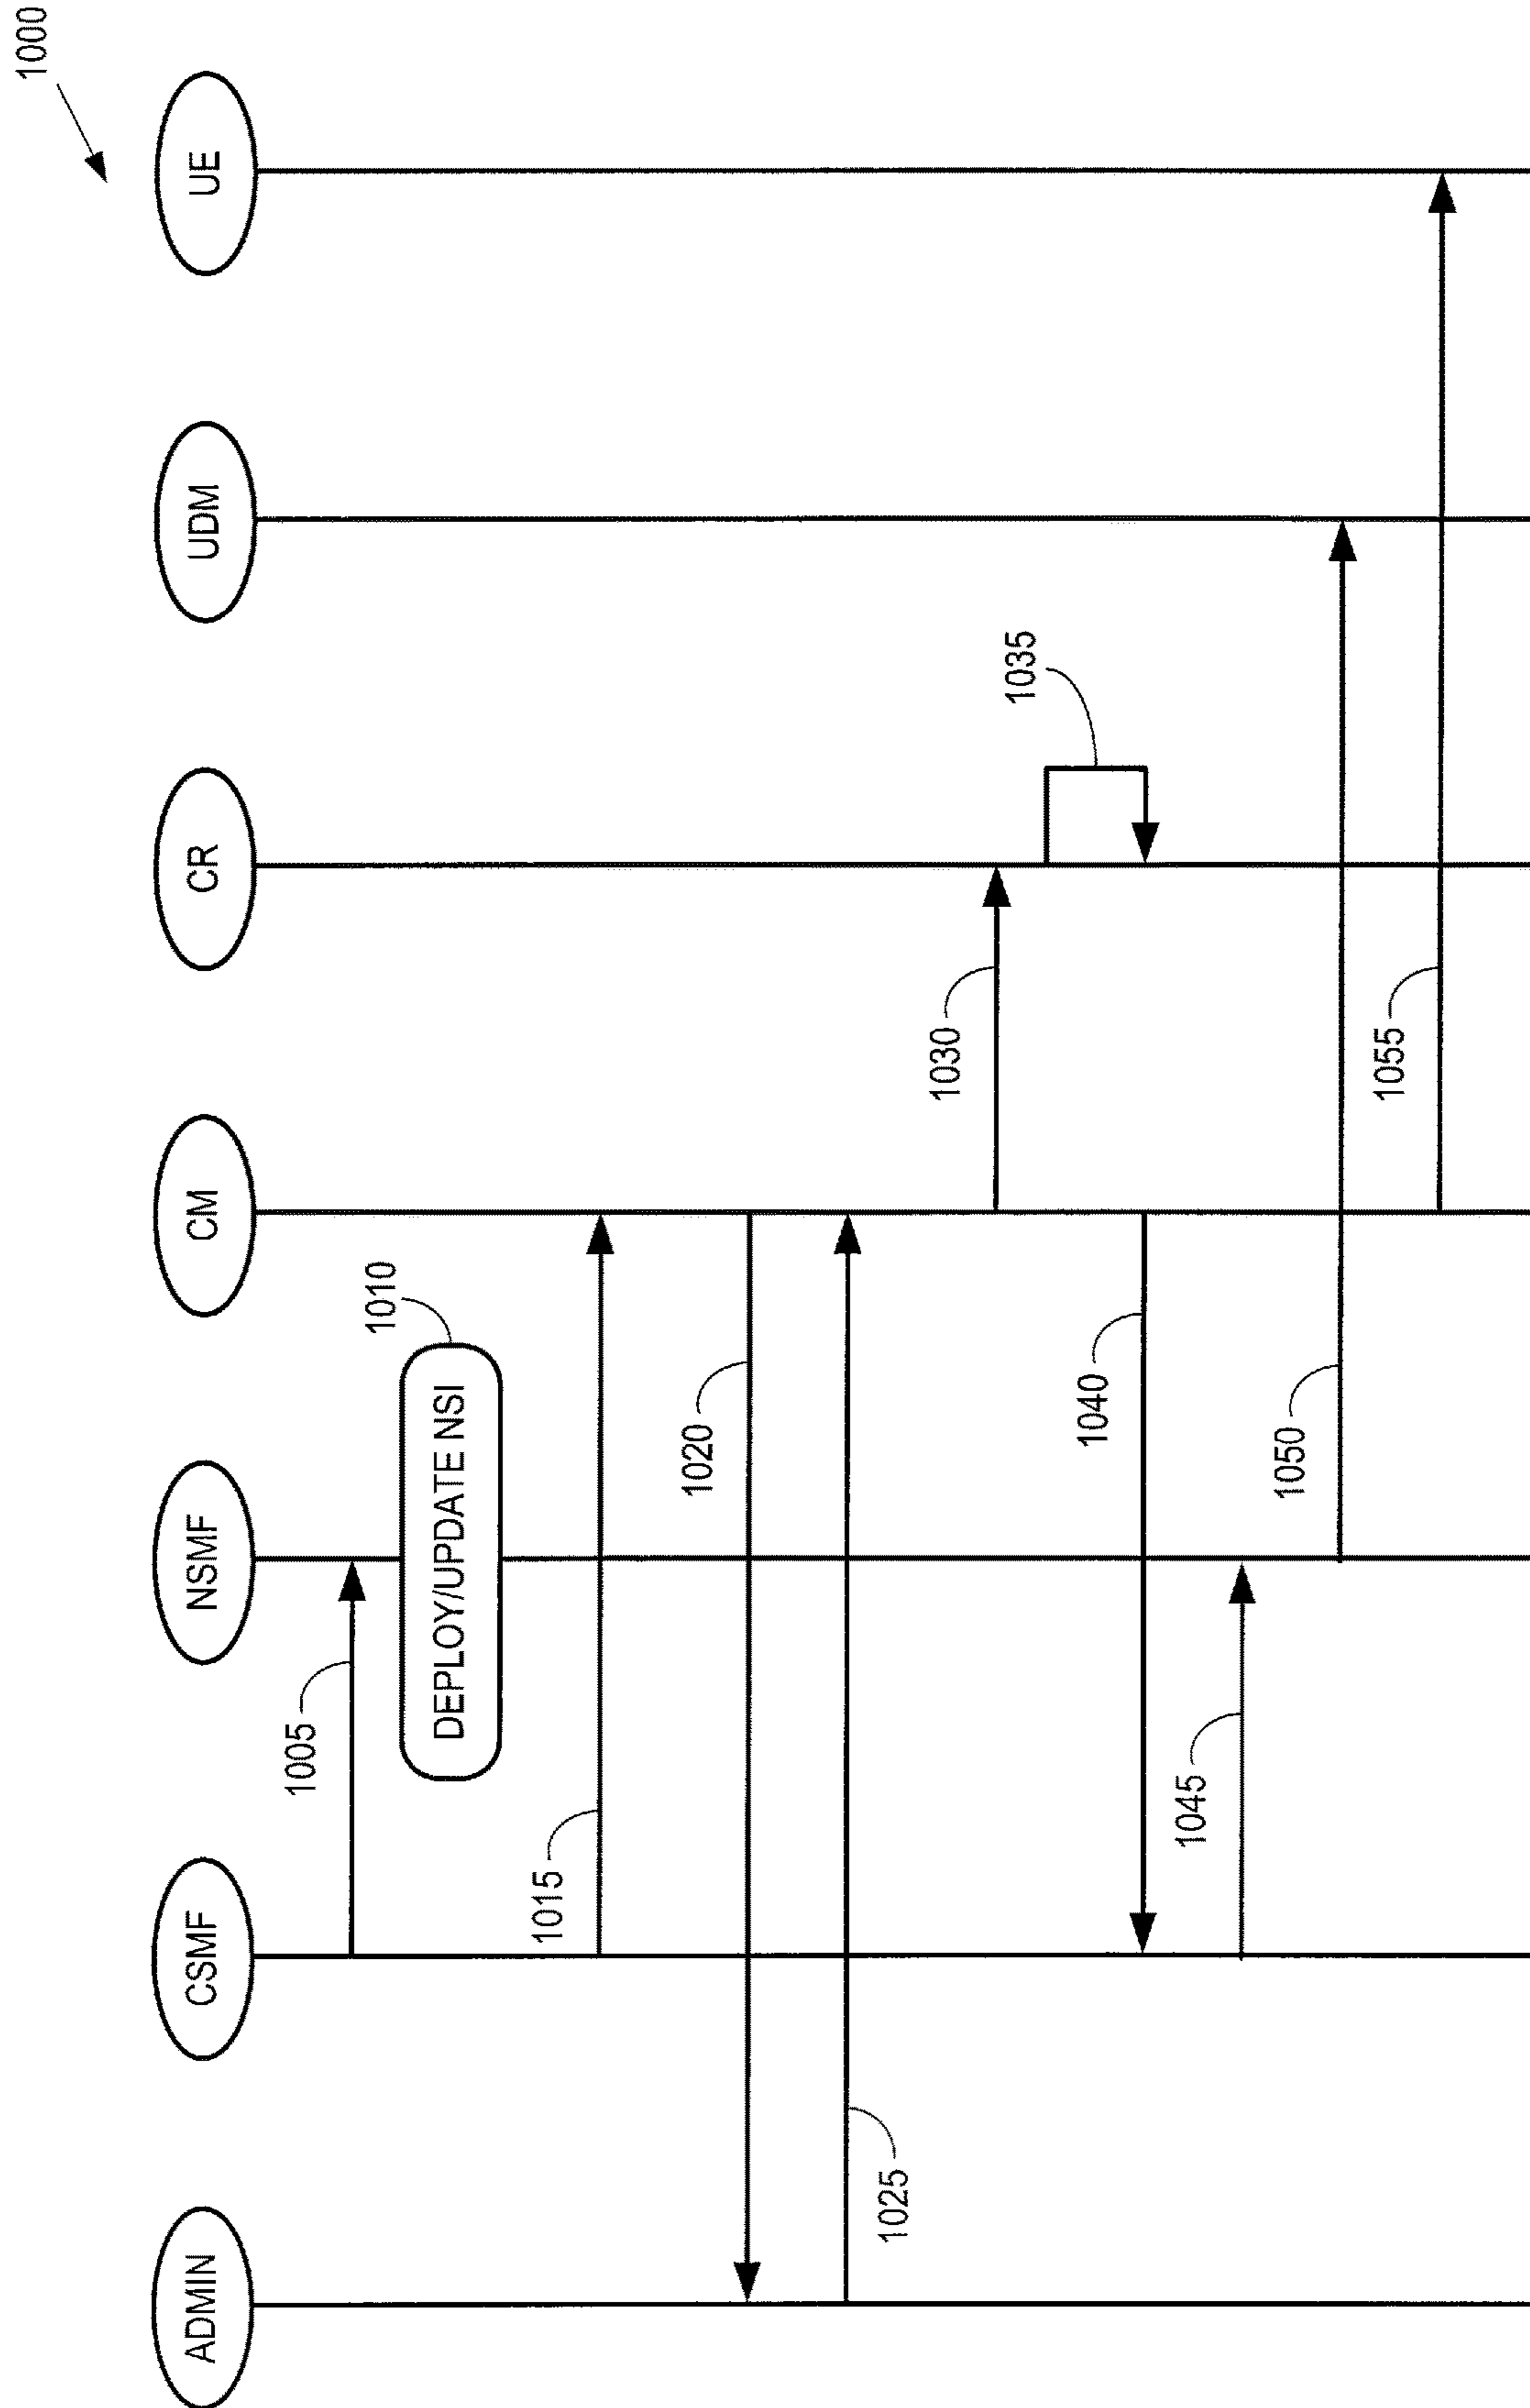 1000
ADMIN
CSMF
NSMF
CM
CR
UDM
UE
1005
DEPLOY/UPDATE NSI
1010
1015
1020
1025
1030
1035
1040
1045
1050
1055